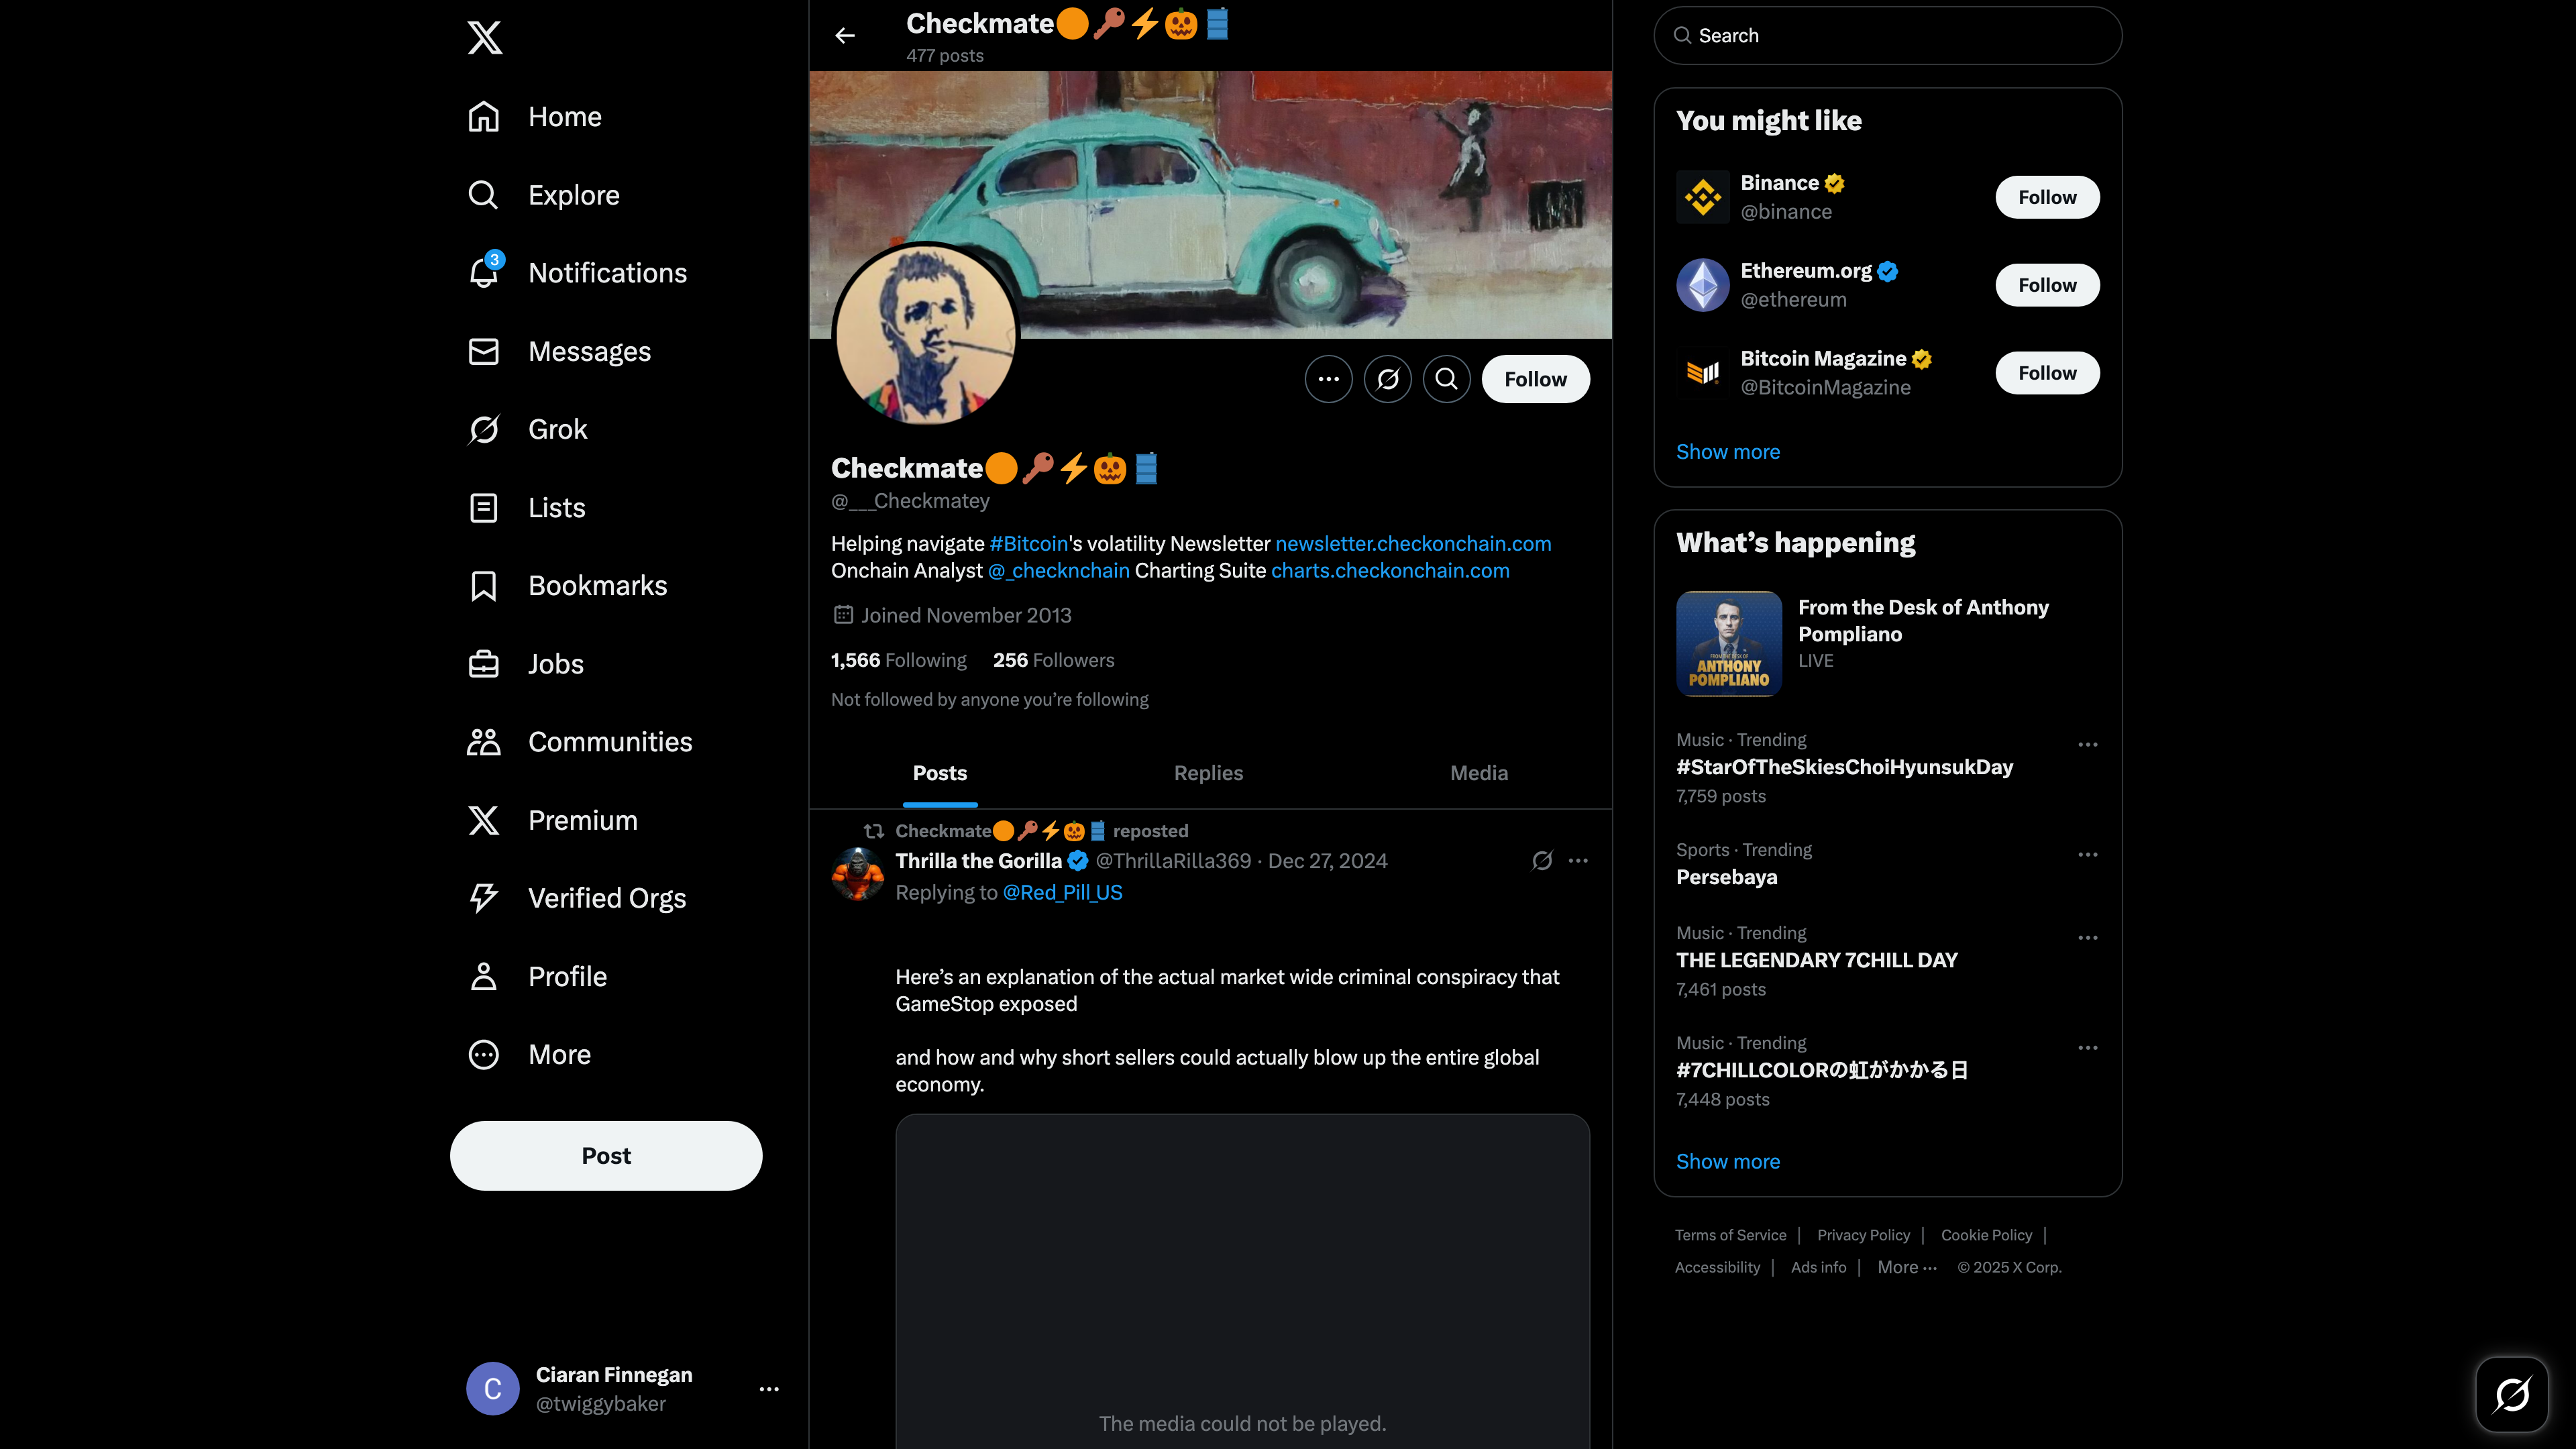 Home
Explore
3
Notifications
Messages
Grok
Lists
Bookmarks
Jobs
Communities
Premium
Verified Orgs
Profile
More
Post
C
Ciaran Finnegan
@twiggybaker
Checkmate🟠🔑⚡🎃🛢️
477 posts
Follow
Checkmate🟠🔑⚡🎃🛢️
@___Checkmatey
Helping navigate #Bitcoin's volatility Newsletter newsletter.checkonchain.com
Onchain Analyst @_checknchain Charting Suite charts.checkonchain.com
Joined November 2013
1,566 Following 256 Followers
Not followed by anyone you’re following
Posts Replies Media
Checkmate🟠🔑⚡🎃🛢️ reposted
Thrilla the Gorilla @ThrillaRilla369 · Dec 27, 2024
Replying to @Red_Pill_US
Here’s an explanation of the actual market wide criminal conspiracy that
GameStop exposed
and how and why short sellers could actually blow up the entire global
economy.
The media could not be played.
Search
You might like
Binance
@binance
Follow
Ethereum.org
@ethereum
Follow
Bitcoin Magazine
@BitcoinMagazine
Follow
Show more
What’s happening
FROM THE DESK OF
ANTHONY
POMPLIANO
From the Desk of Anthony
Pompliano
LIVE
Music · Trending
#StarOfTheSkiesChoiHyunsukDay
7,759 posts
Sports · Trending
Persebaya
Music · Trending
THE LEGENDARY 7CHILL DAY
7,461 posts
Music · Trending
#7CHILLCOLORの虹がかかる日
7,448 posts
Show more
Terms of Service | Privacy Policy | Cookie Policy |
Accessibility | Ads info | More ··· © 2025 X Corp.